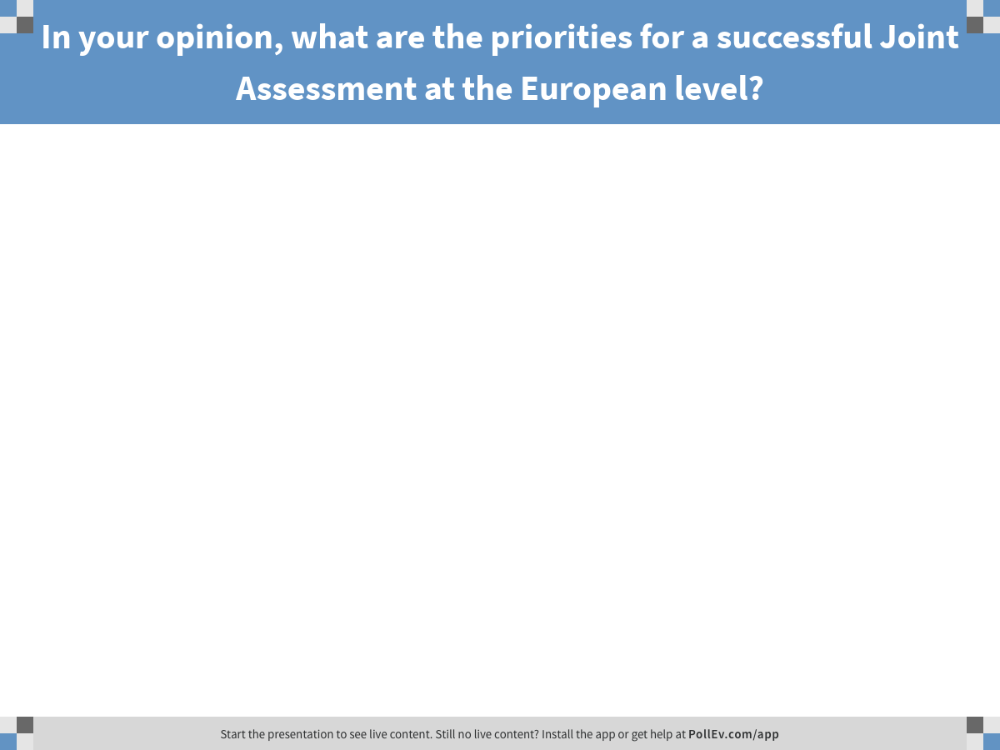 In your opinion, what are the priorities for a successful Joint
Assessment at the European level?
Start the presentation to see live content. Still no live content? Install the app or get help at PollEv.com/app